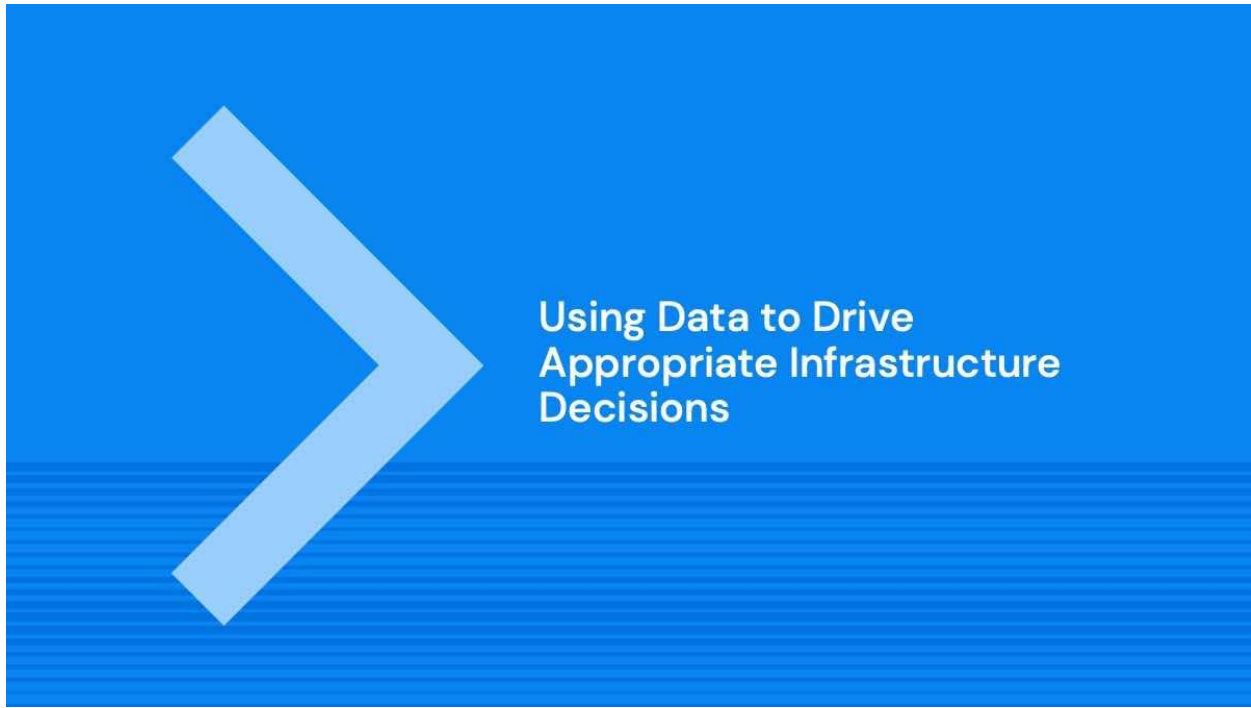 Using Data to Drive
Appropriate Infrastructure
Decisions